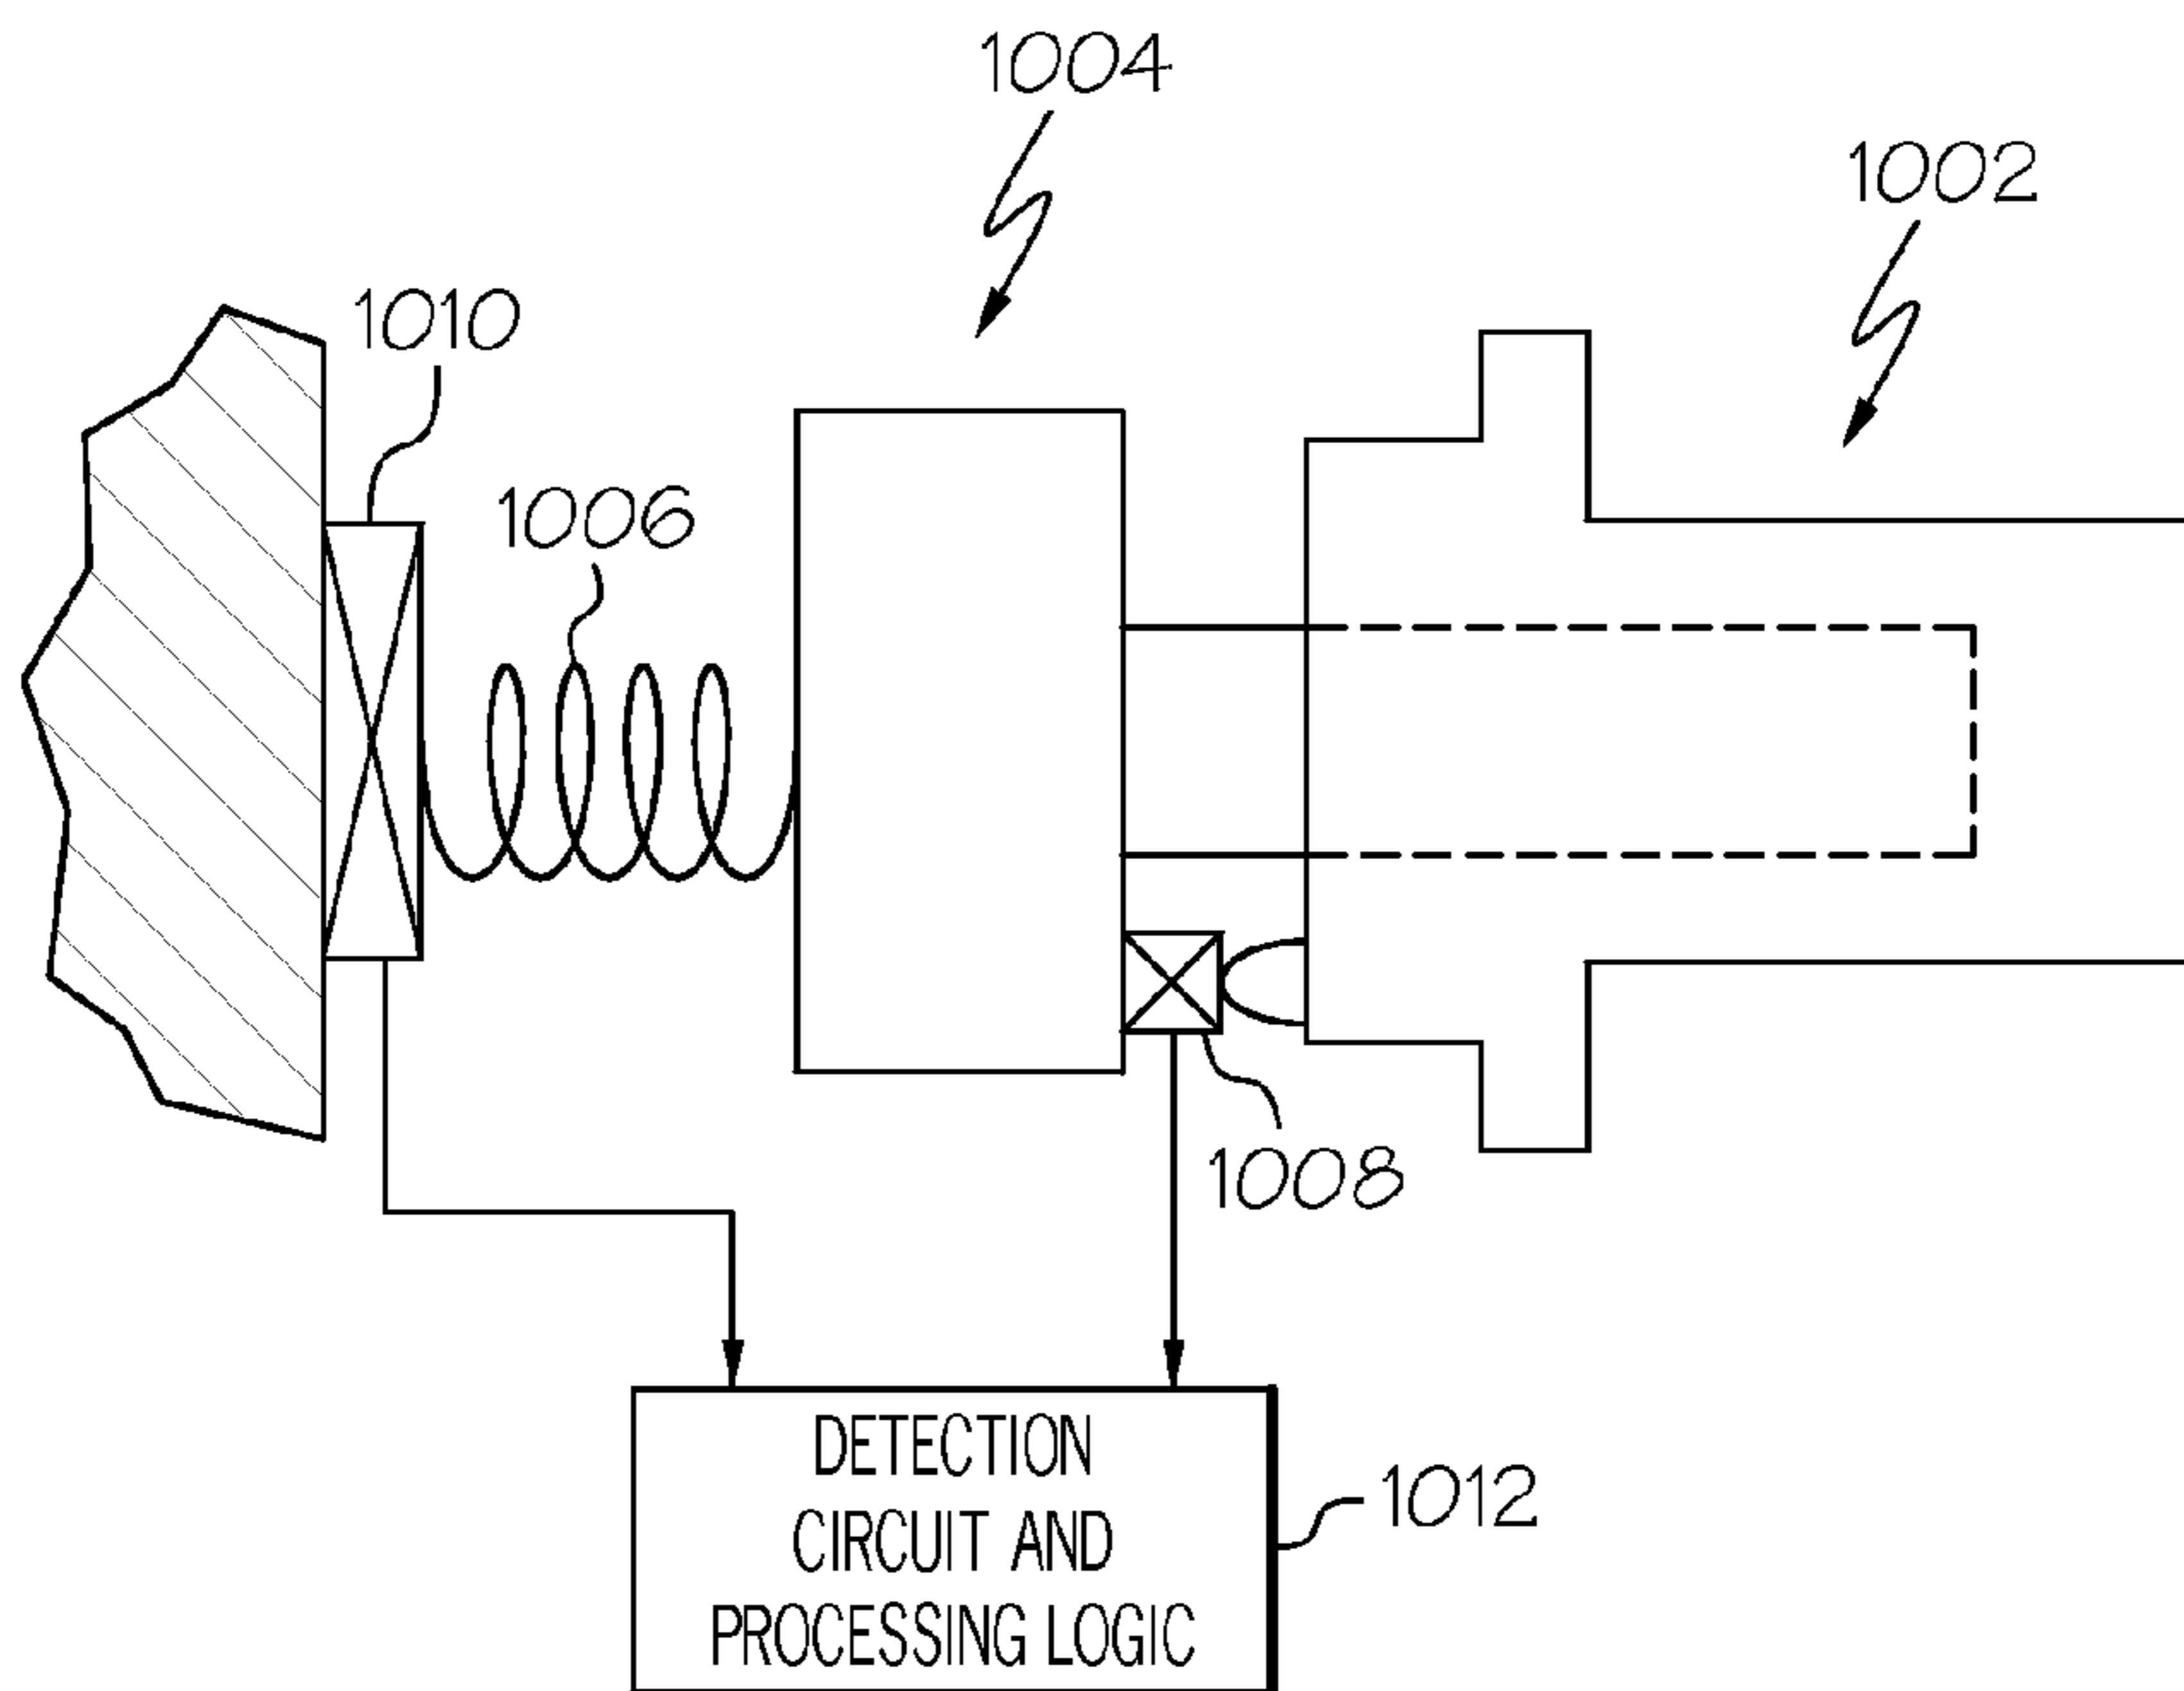 1004
1002
1010
1006
1008
DETECTION
CIRCUIT AND
PROCESSING LOGIC
1012